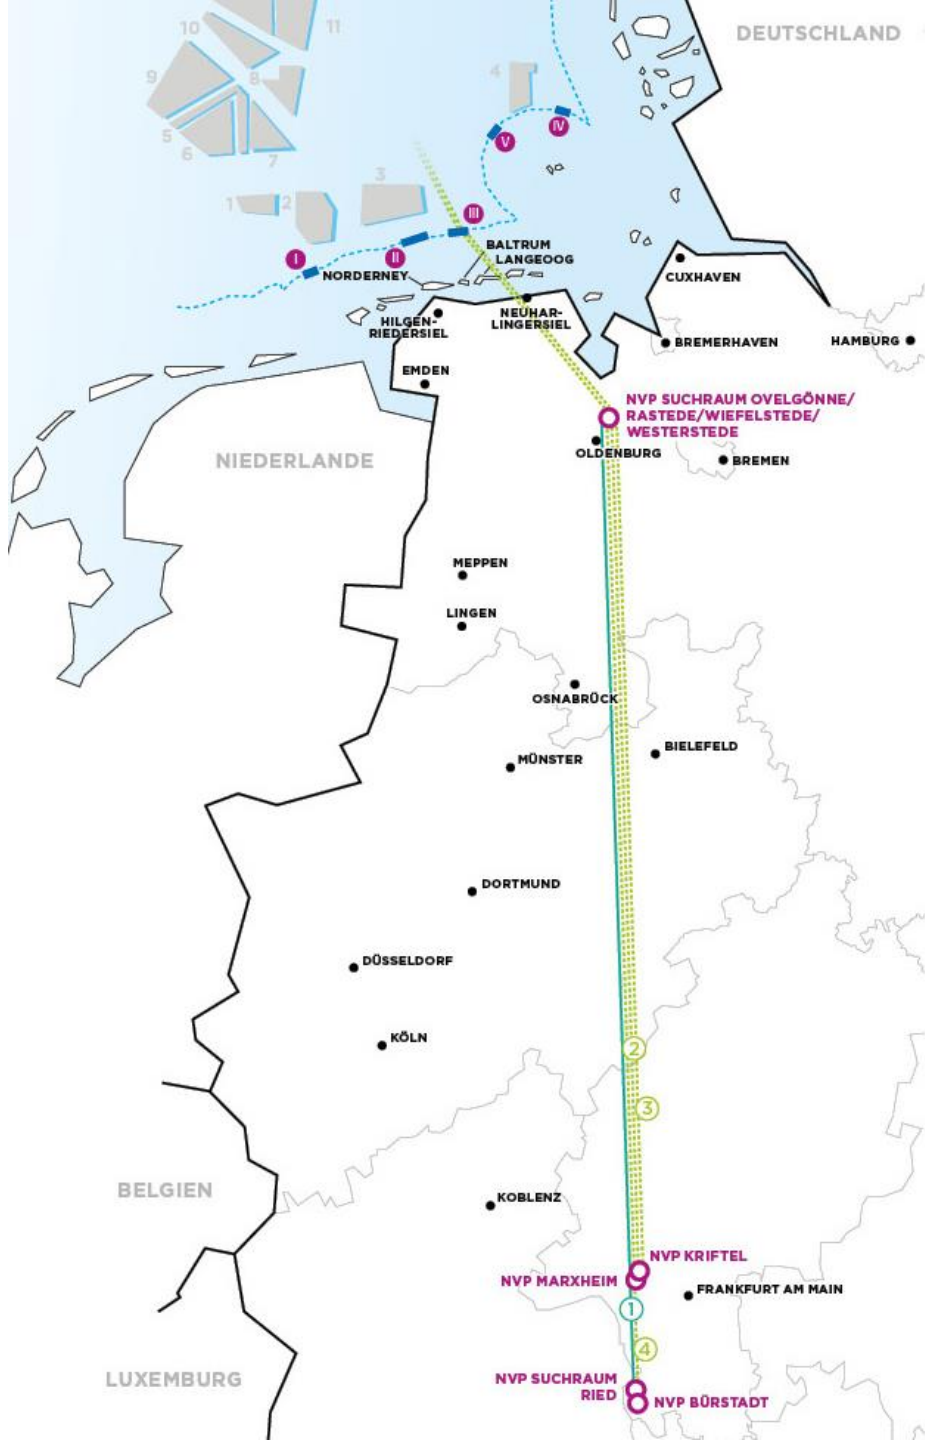 DEUTSCHLAND
10
11
9
8
4
5
6
7
IV
V
3
1
2
III
I
II
BALTRUM
LANGEOOG
NORDERNEY
CUXHAVEN
HILGEN-
RIEDERSIEL
NEUHAR-
LINGERSIEL
BREMERHAVEN
HAMBURG
EMDEN
NVP SUCHRAUM OVELGÖNNE/
RASTEDE/WIEFELSTEDE/
WESTERSTEDE
OLDENBURG
NIEDERLANDE
BREMEN
MEPPEN
LINGEN
OSNABRÜCK
BIELEFELD
MÜNSTER
DORTMUND
DÜSSELDORF
KÖLN
2
3
BELGIEN
KOBLENZ
NVP KRIFTEL
NVP MARXHEIM
FRANKFURT AM MAIN
1
4
LUXEMBURG
NVP SUCHRAUM
RIED
NVP BÜRSTADT